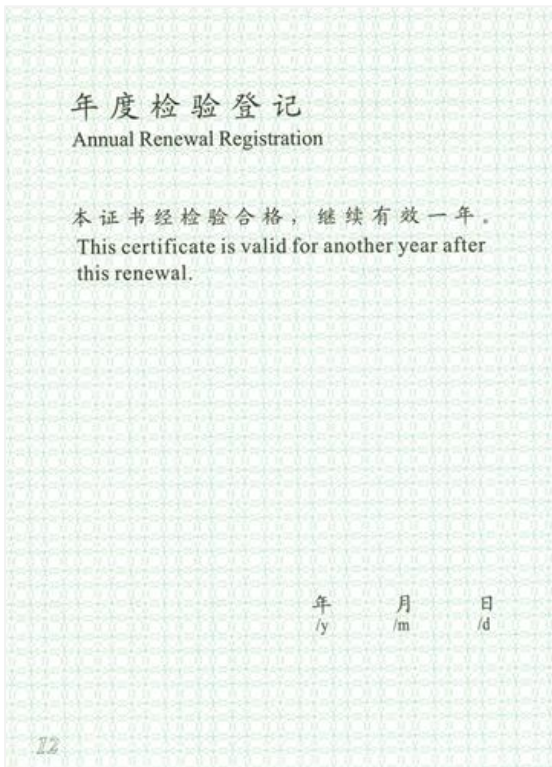 年度检验登记
Annual Renewal Registration
本证书经检验合格，继续有效一年。
This certificate is valid for another year after
this renewal.
年 月 日
/y /m /d
12